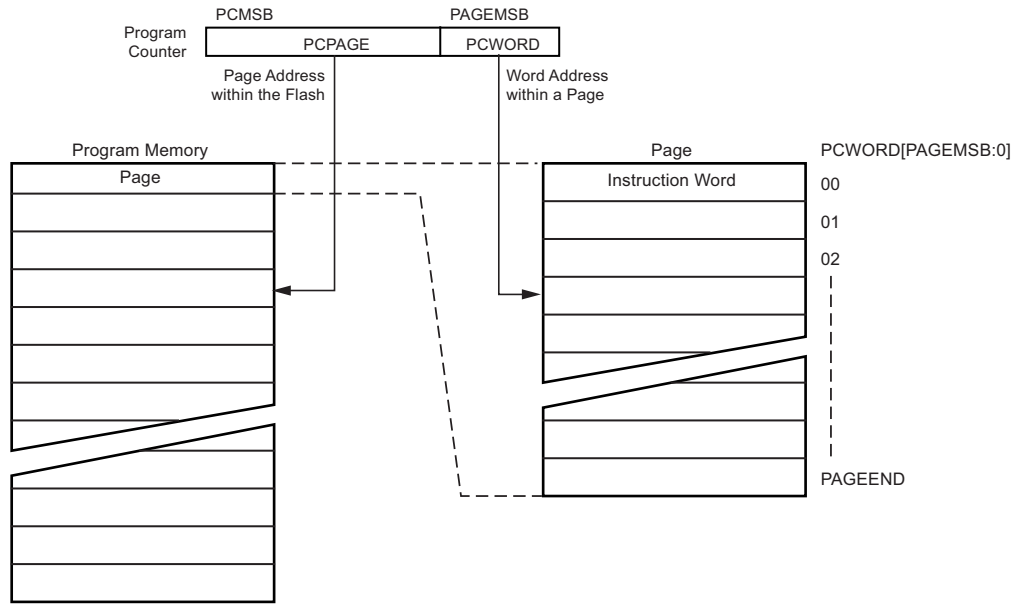 PCMSB
PAGEMSB
Program
Counter
PCPAGE
PCWORD
Page Address
within the Flash
Word Address
within a Page
Program Memory
Page
Page
Instruction Word
PCWORD[PAGEMSB:0]
00
01
02
PAGEEND